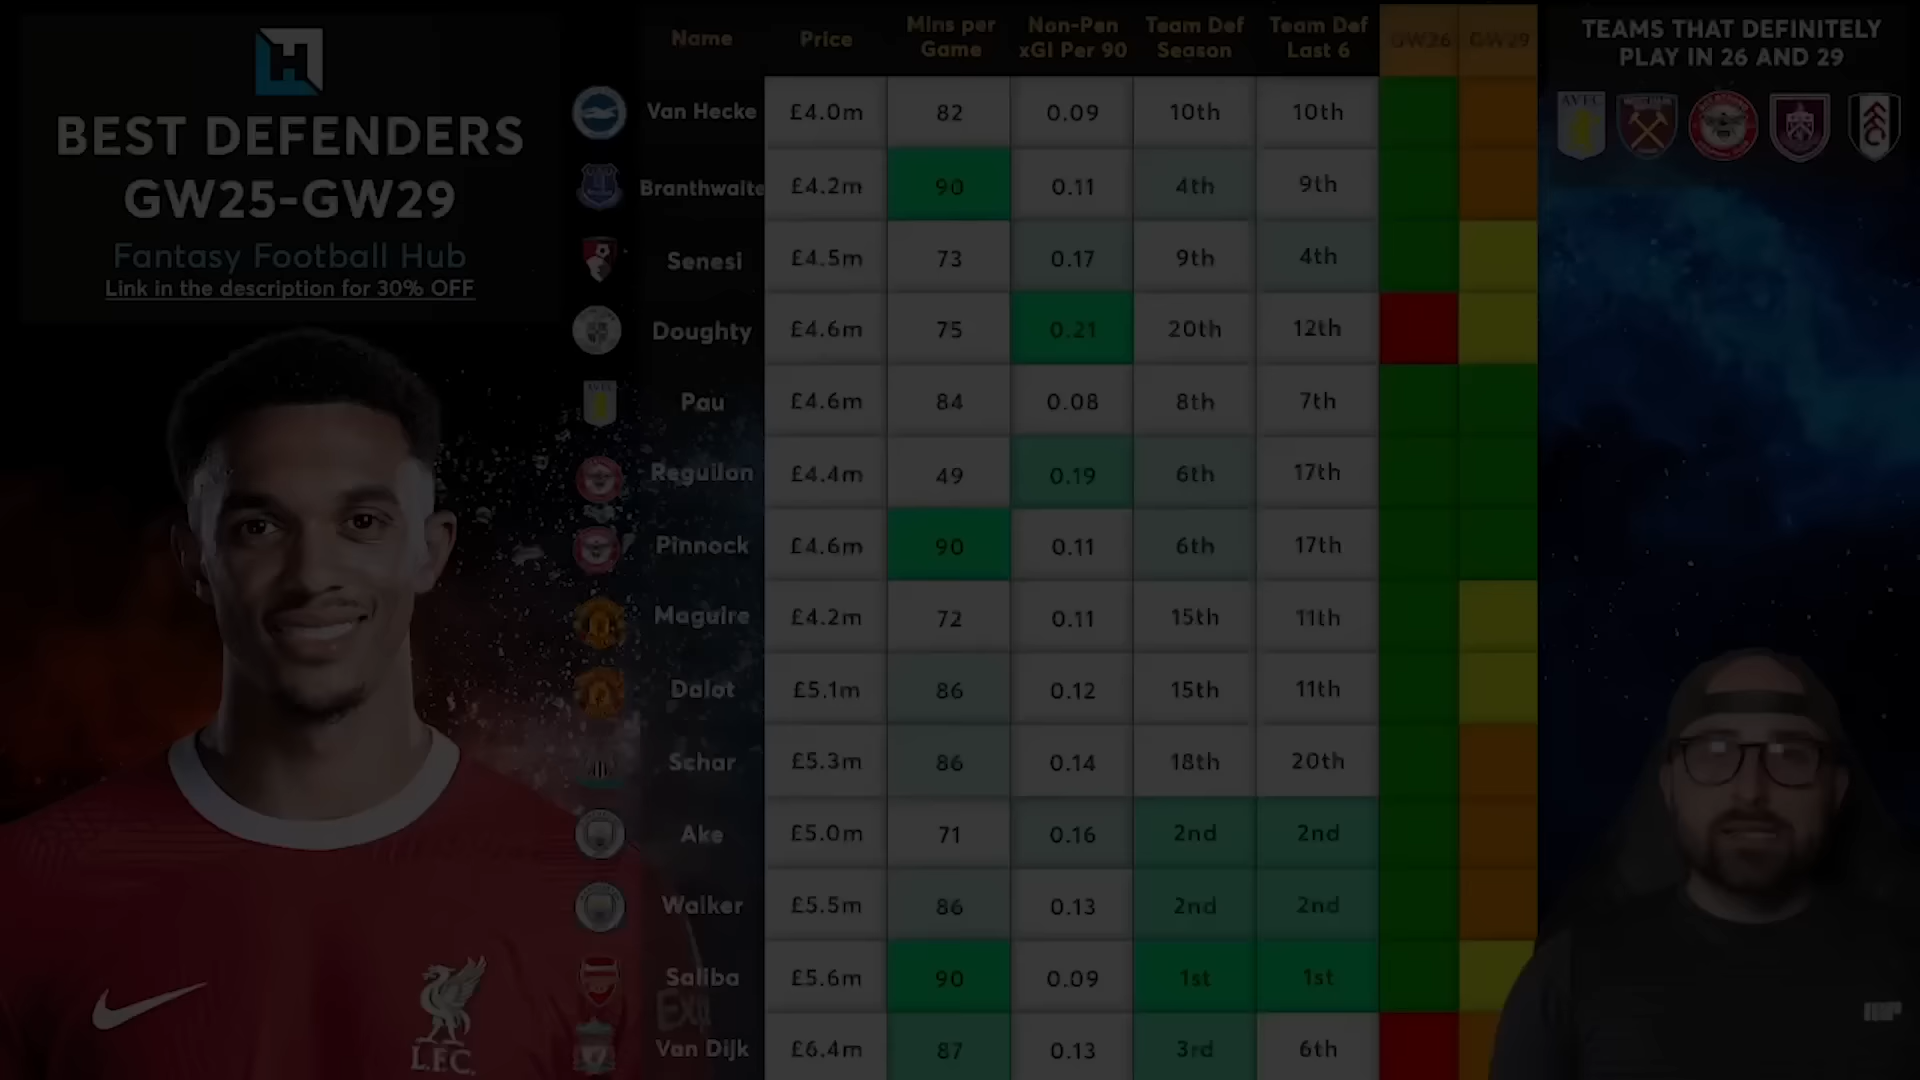 BEST DEFENDERS
GW25-GW29
Fantasy Football Hub
Link in the description for 30% OFF
L.F.C.
Name Price Mins per Game Non-Pen xGI Per 90 Team Def Season Team Def Last 6 GW26 GW29
Van Hecke £4.0m 82 0.09 10th 10th
Branthwaite £4.2m 90 0.11 4th 9th
Senesi £4.5m 73 0.17 9th 4th
Doughty £4.6m 75 0.21 20th 12th
Pau £4.6m 84 0.08 8th 7th
Reguilon £4.4m 49 0.19 6th 17th
Pinnock £4.6m 90 0.11 6th 17th
Maguire £4.2m 72 0.11 15th 11th
Dalot £5.1m 86 0.12 15th 11th
Schar £5.3m 86 0.14 18th 20th
Ake £5.0m 71 0.16 2nd 2nd
Walker £5.5m 86 0.13 2nd 2nd
Saliba £5.6m 90 0.09 1st 1st
Van Dijk £6.4m 87 0.13 3rd 6th
TEAMS THAT DEFINITELY
PLAY IN 26 AND 29
AVFC